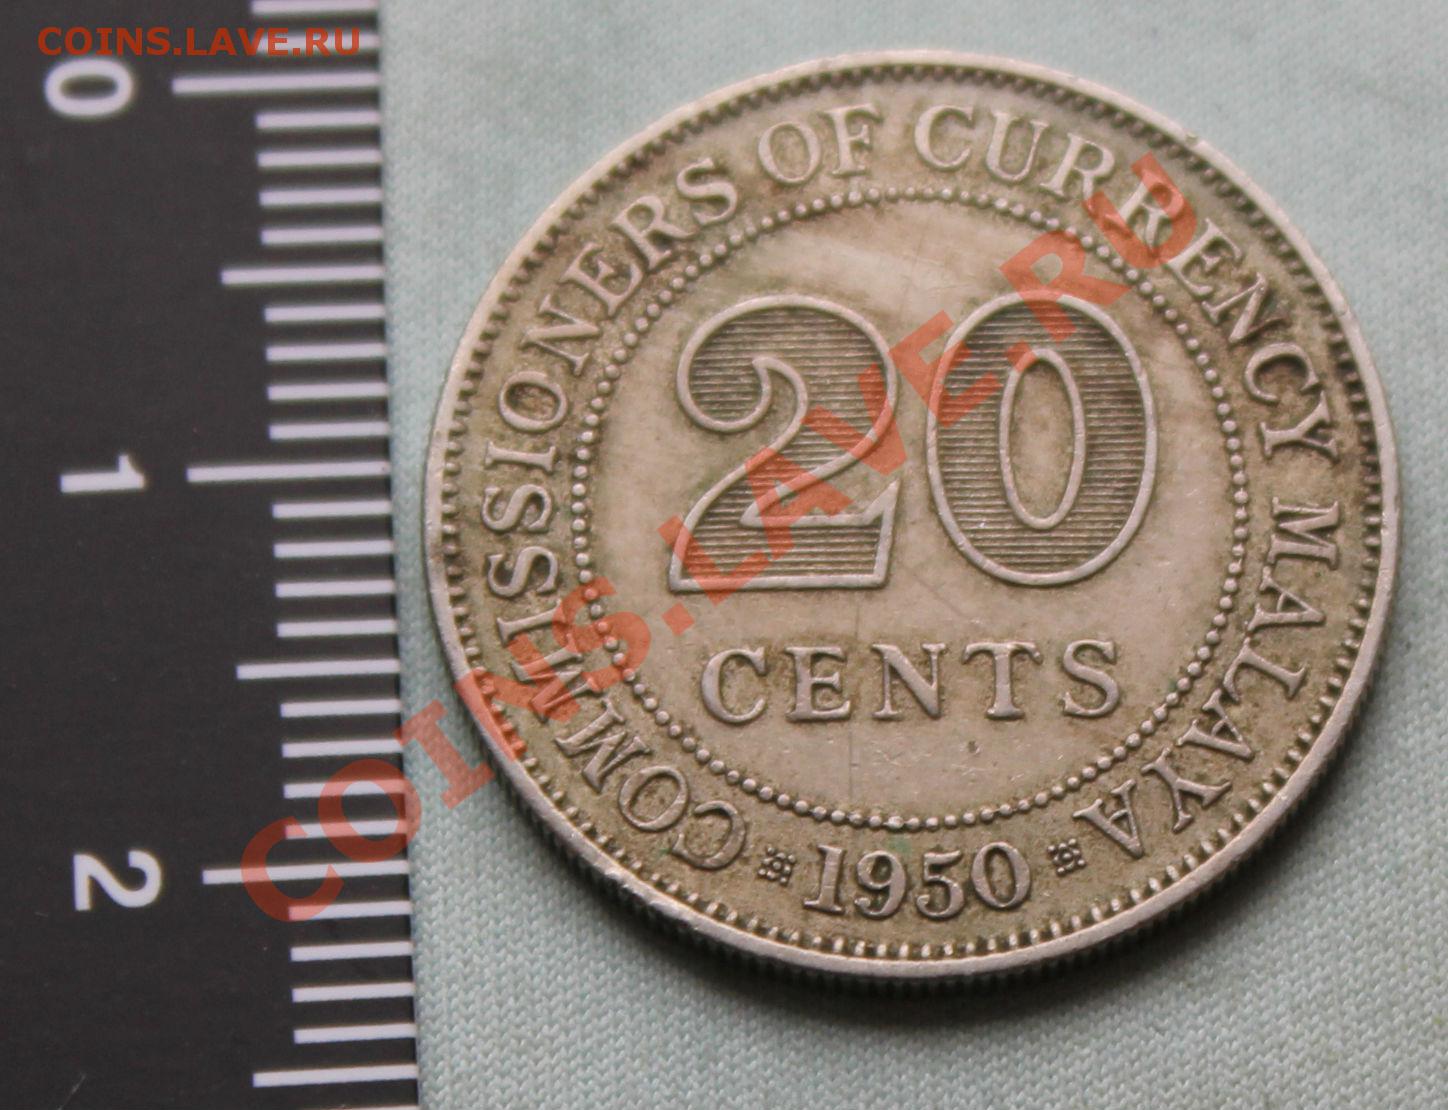 COINS.LAVE.RU
0
1
2
COMMISSIONERS OF CURRENCY MALAYA
20
CENTS
1950
COINS.LAVE.RU